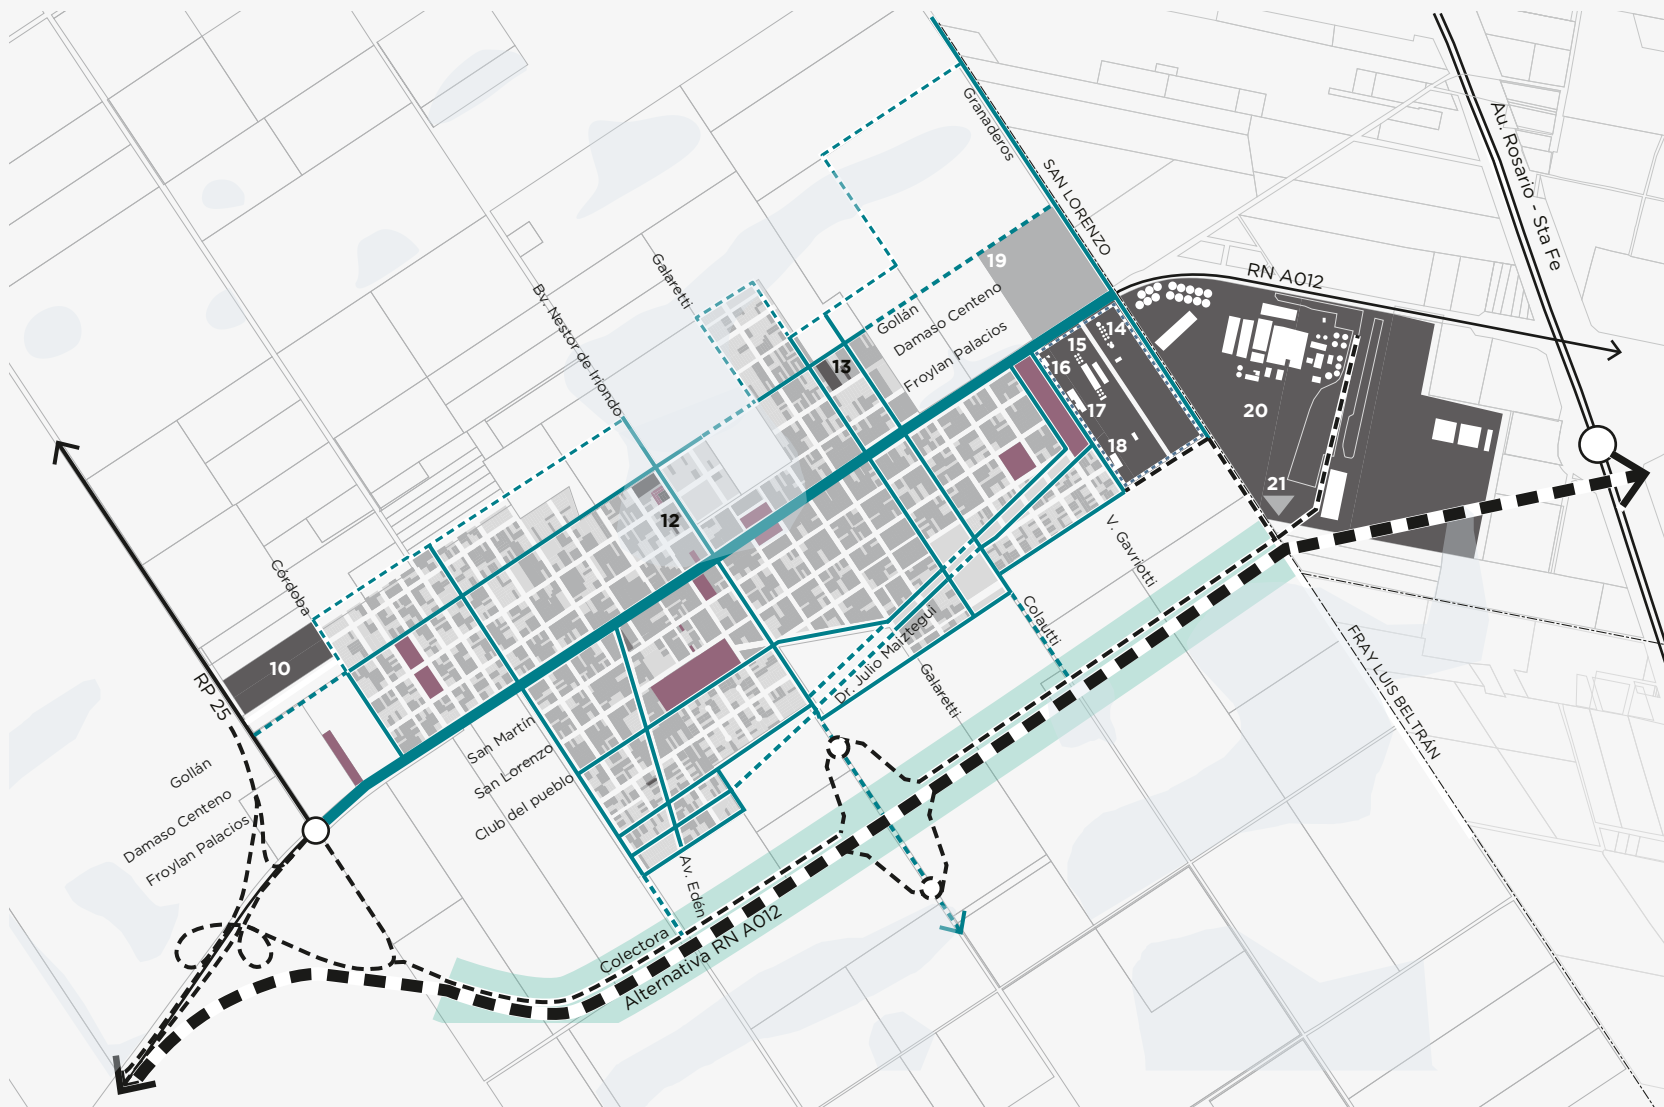 Au. Rosario - Sta Fe
Granaderos
SAN LORENZO
RN A012
Galaretti
Bv. Nestor de Iriondo
19
Gollán
Damaso Centeno
Froylan Palacios
14
15
16
17
18
13
20
21
12
Córdoba
10
RP 25
V. Gavriotti
Colautti
Dr. Julio Maiztegui
Galaretti
FRAY LUIS BELTRÁN
San Martín
San Lorenzo
Club del pueblo
Gollán
Damaso Centeno
Froylan Palacios
Av. Edén
Colectora
Alternativa RN A012